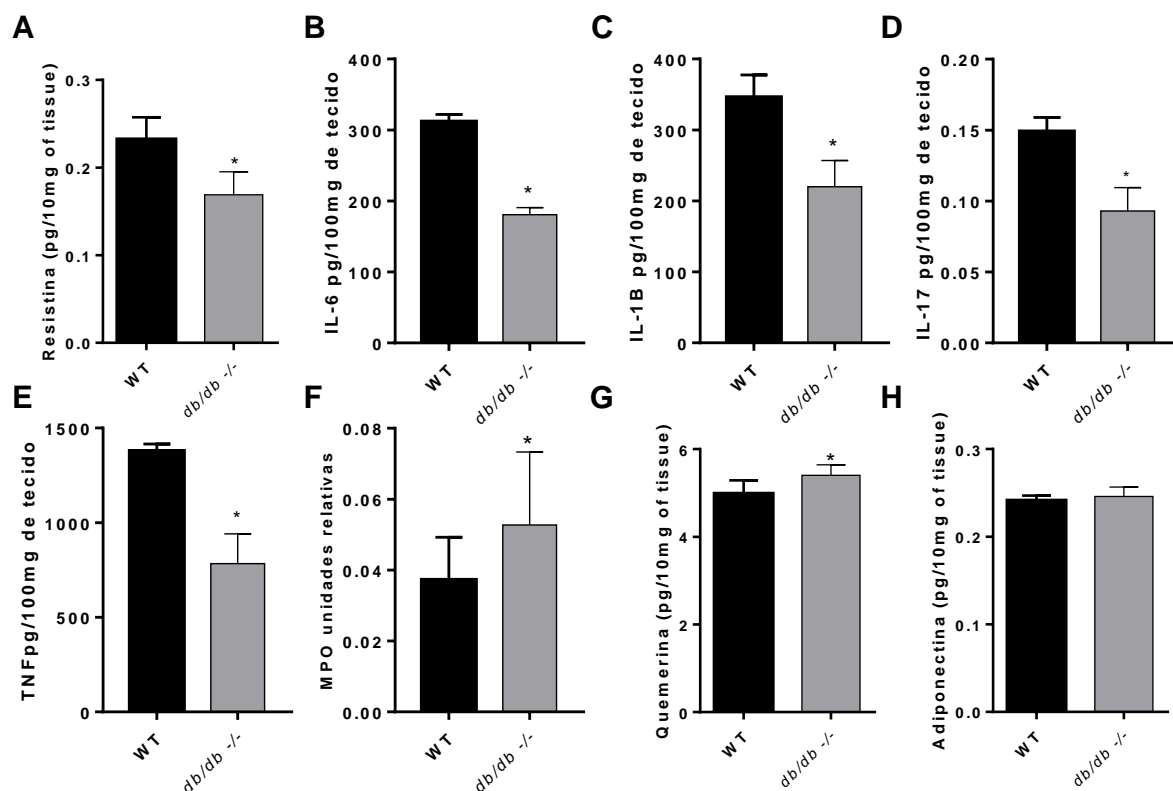 A
Resistina (pg/10mg of tissue)
0.3
0.2
0.1
0.0
*
WT
db/db -/-
B
IL-6 pg/100mg de tecido
400
300
200
100
0
*
WT
db/db -/-
C
IL-1B pg/100mg de tecido
400
300
200
100
0
*
WT
db/db -/-
D
IL-17 pg/100mg de tecido
0.20
0.15
0.10
0.05
0.00
*
WT
db/db -/-
E
TNFpg/100mg de tecido
1500
1000
500
0
*
WT
db/db -/-
F
MPO unidades relativas
0.08
0.06
0.04
0.02
0.00
*
WT
db/db -/-
G
Quemerina (pg/10mg of tissue)
6
4
2
0
*
WT
db/db -/-
H
Adiponectina (pg/10mg of tissue)
0.3
0.2
0.1
0.0
WT
db/db -/-